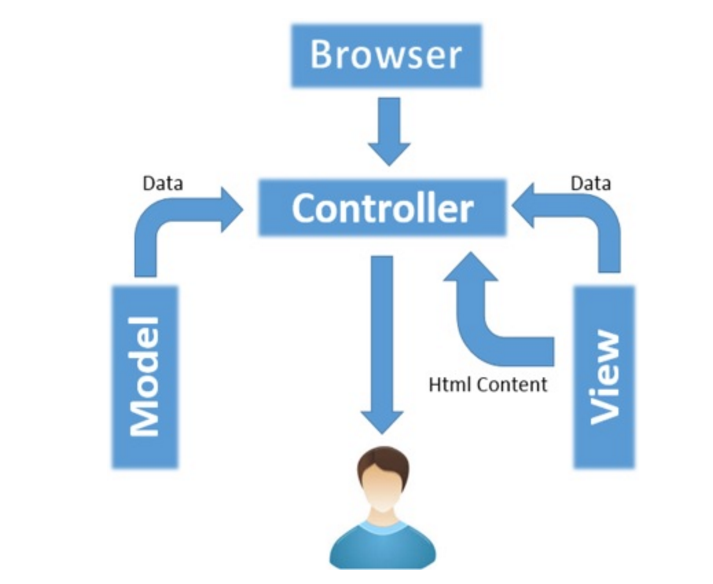 Browser
Data
Data
Controller
Model
Html Content
View